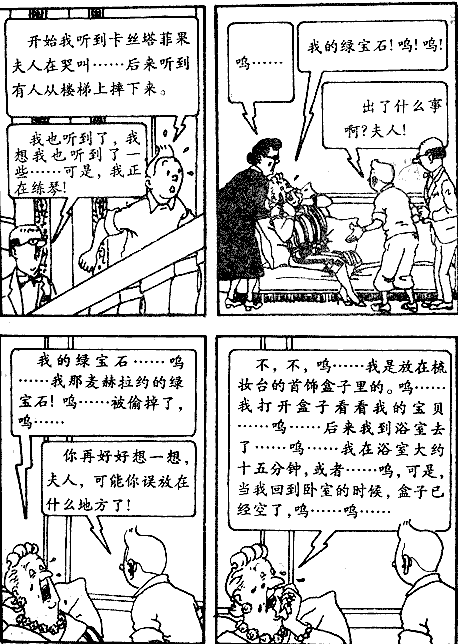 开始我听到卡丝塔菲果
夫人在哭叫……后来听到
有人从楼梯上摔下来。
我也听到了，我
想我也听到了一
些……可是，我正
在练琴！
呜……
我的绿宝石！呜！呜！
出了什么事
啊？夫人！
我的绿宝石……呜
……我那麦赫拉约的绿
宝石！呜……被偷掉了，
呜……
你再好好想一想，
夫人，可能你误放在
什么地方了！
不，不，呜……我是放在梳
妆台的首饰盒子里的。呜……
我打开盒子看看我的宝贝
……呜……后来我到浴室去
了……呜……我在浴室大约
十五分钟，或者……呜，可是，
当我回到卧室的时候，盒子已
经空了，呜……呜……